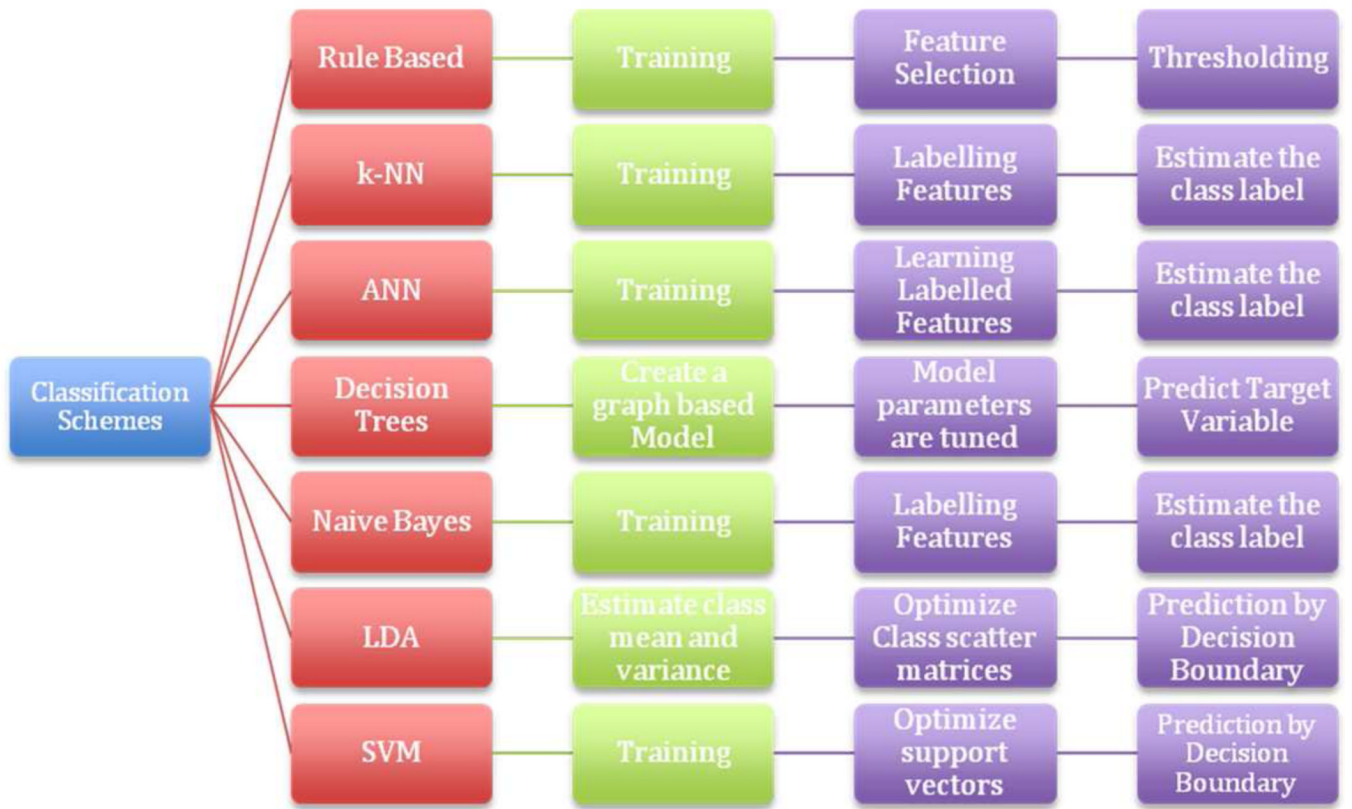 Rule Based
Training
Feature
Selection
Thresholding
k-NN
Training
Labelling
Features
Estimate the
class label
ANN
Training
Learning
Labelled
Features
Estimate the
class label
Classification
Schemes
Decision
Trees
Create a
graph based
Model
Model
parameters
are tuned
Predict Target
Variable
Naive Bayes
Training
Labelling
Features
Estimate the
class label
LDA
Estimate class
mean and
variance
Optimize
Class scatter
matrices
Prediction by
Decision
Boundary
SVM
Training
Optimize
support
vectors
Prediction by
Decision
Boundary